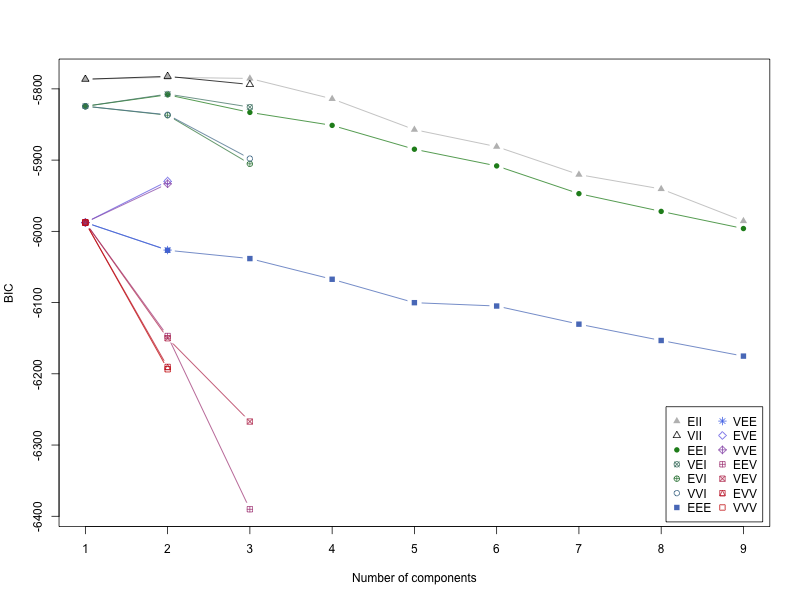 -5800
-5900
-6000
-6100
-6200
-6300
-6400
BIC
1 2 3 4 5 6 7 8 9
Number of components
EII VEE
VII EVE
EEI VVE
VEI EEV
EVI VEV
VVI EVV
EEE VVV